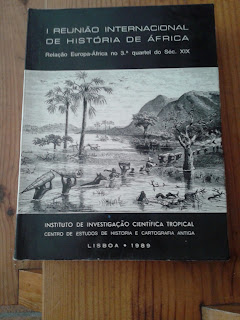 I REUNIÃO INTERNACIONAL
DE HISTÓRIA DE ÁFRICA
Relação Europa-África no 3.º quartel do Séc. XIX
INSTITUTO DE INVESTIGAÇÃO CIENTÍFICA TROPICAL
CENTRO DE ESTUDOS DE HISTÓRIA E CARTOGRAFIA ANTIGA
LISBOA • 1989